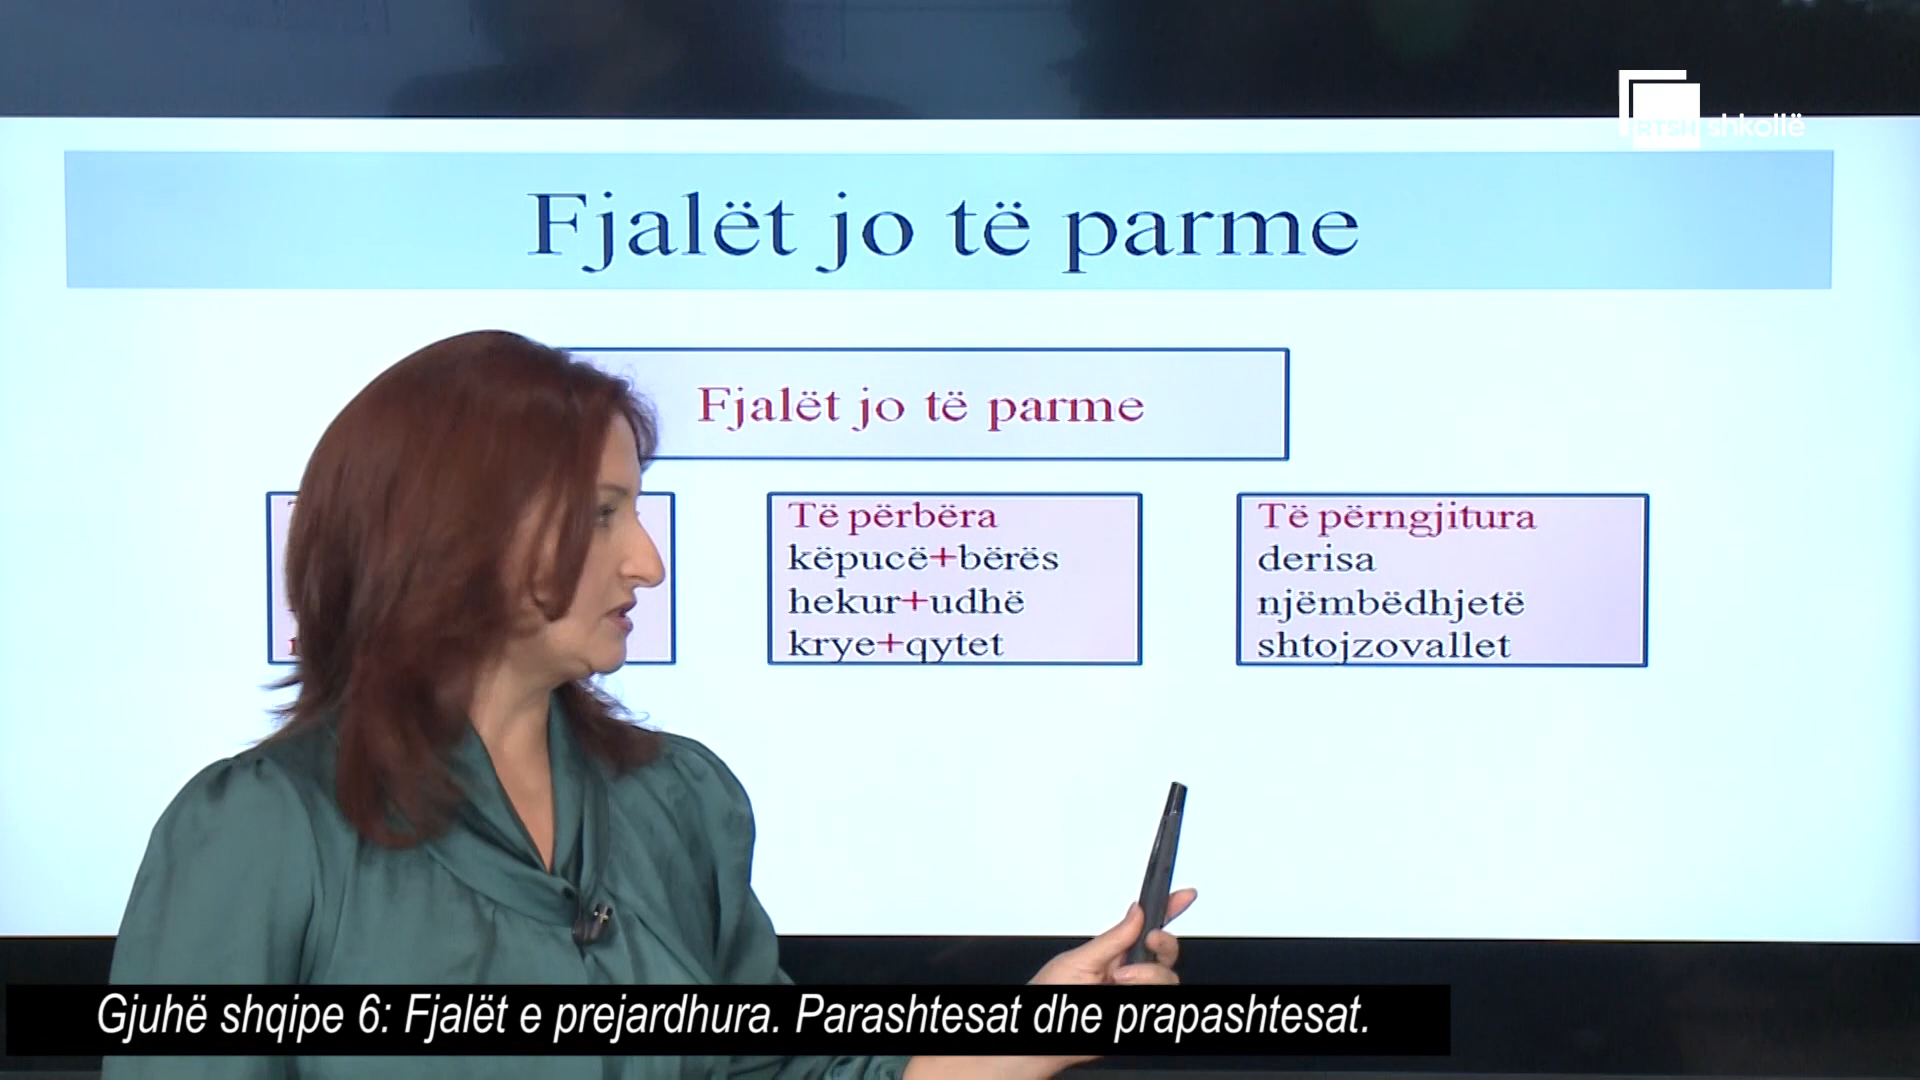 RTSH shkollë
Fjalët jo të parme
Fjalët jo të parme
Të përbëra
këpucë+bërës
hekur+udhë
krye+qytet
Të përngjitura
derisa
njëmbëdhjetë
shtojzovallet
Gjuhë shqipe 6: Fjalët e prejardhura. Parashtesat dhe prapashtesat.